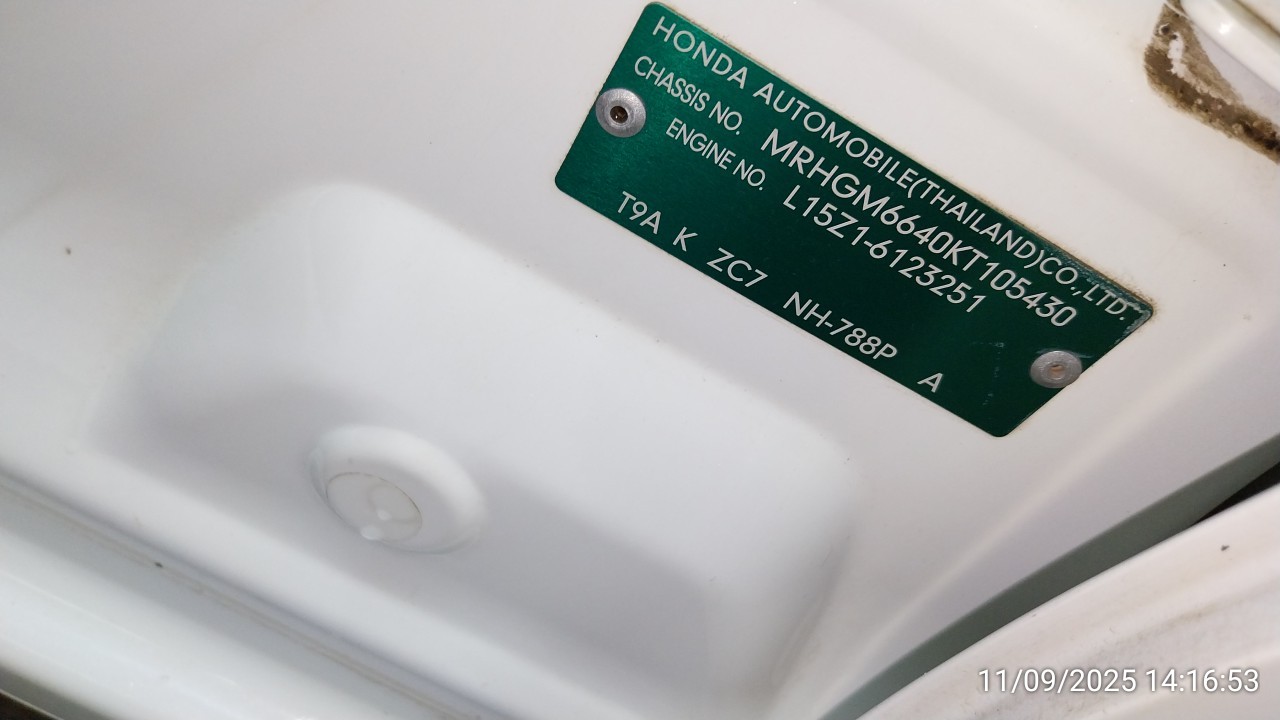 HONDA AUTOMOBILE(THAILAND)CO.,LTD.
CHASSIS NO. MRHGM6640KT105430
ENGINE NO. L15Z1-6123251
T9A K ZC7 NH-788P A
11/09/2025 14:16:53